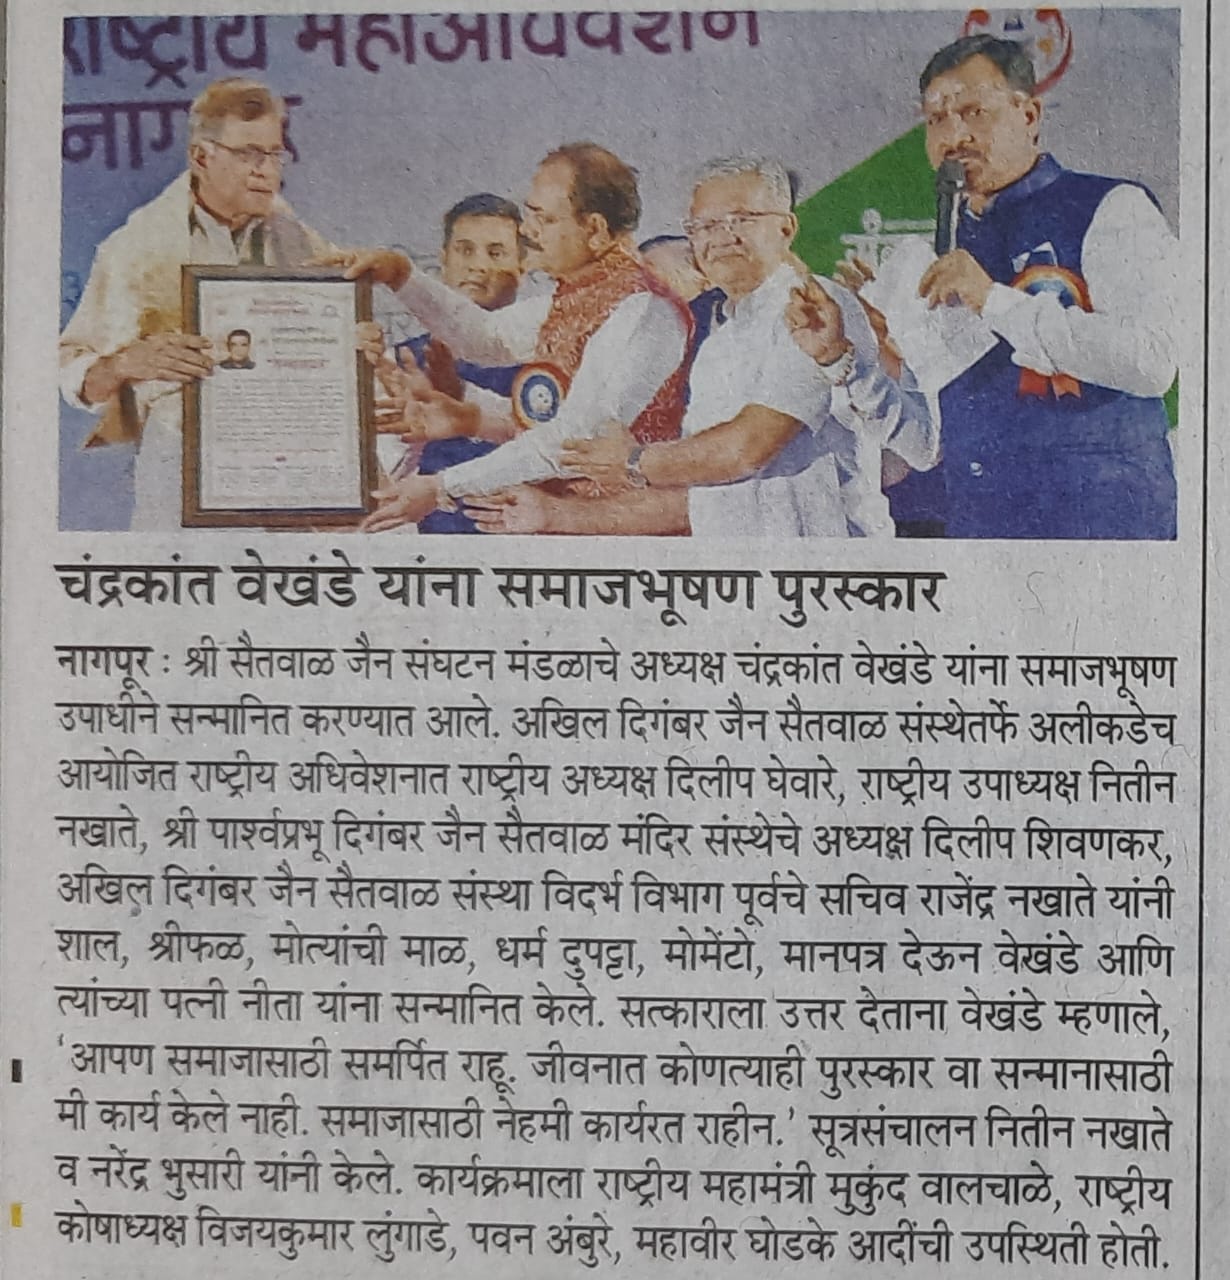 राष्ट्रीय महाअधिवेशन
चंद्रकांत वेखंडे यांना समाजभूषण पुरस्कार
नागपूर : श्री सैतवाळ जैन संघटन मंडळाचे अध्यक्ष चंद्रकांत वेखंडे यांना समाजभूषण
उपाधीने सन्मानित करण्यात आले. अखिल दिगंबर जैन सैतवाळ संस्थेतर्फे अलीकडेच
आयोजित राष्ट्रीय अधिवेशनात राष्ट्रीय अध्यक्ष दिलीप घेवारे, राष्ट्रीय उपाध्यक्ष नितीन
नखाते, श्री पार्श्वप्रभू दिगंबर जैन सैतवाळ मंदिर संस्थेचे अध्यक्ष दिलीप शिवणकर,
अखिल दिगंबर जैन सैतवाळ संस्था विदर्भ विभाग पूर्वचे सचिव राजेंद्र नखाते यांनी
शाल, श्रीफळ, मोत्यांची माळ, धर्म दुपट्टा, मोमेंटो, मानपत्र देऊन वेखंडे आणि
त्यांच्या पत्नी नीता यांना सन्मानित केले. सत्काराला उत्तर देताना वेखंडे म्हणाले,
‘आपण समाजासाठी समर्पित राहू. जीवनात कोणत्याही पुरस्कार वा सन्मानासाठी
मी कार्य केले नाही. समाजासाठी नेहमी कार्यरत राहीन.’ सूत्रसंचालन नितीन नखाते
व नरेंद्र भुसारी यांनी केले. कार्यक्रमाला राष्ट्रीय महामंत्री मुकुंद वालचाळे, राष्ट्रीय
कोषाध्यक्ष विजयकुमार लुंगाडे, पवन अंबुरे, महावीर घोडके आदींची उपस्थिती होती.